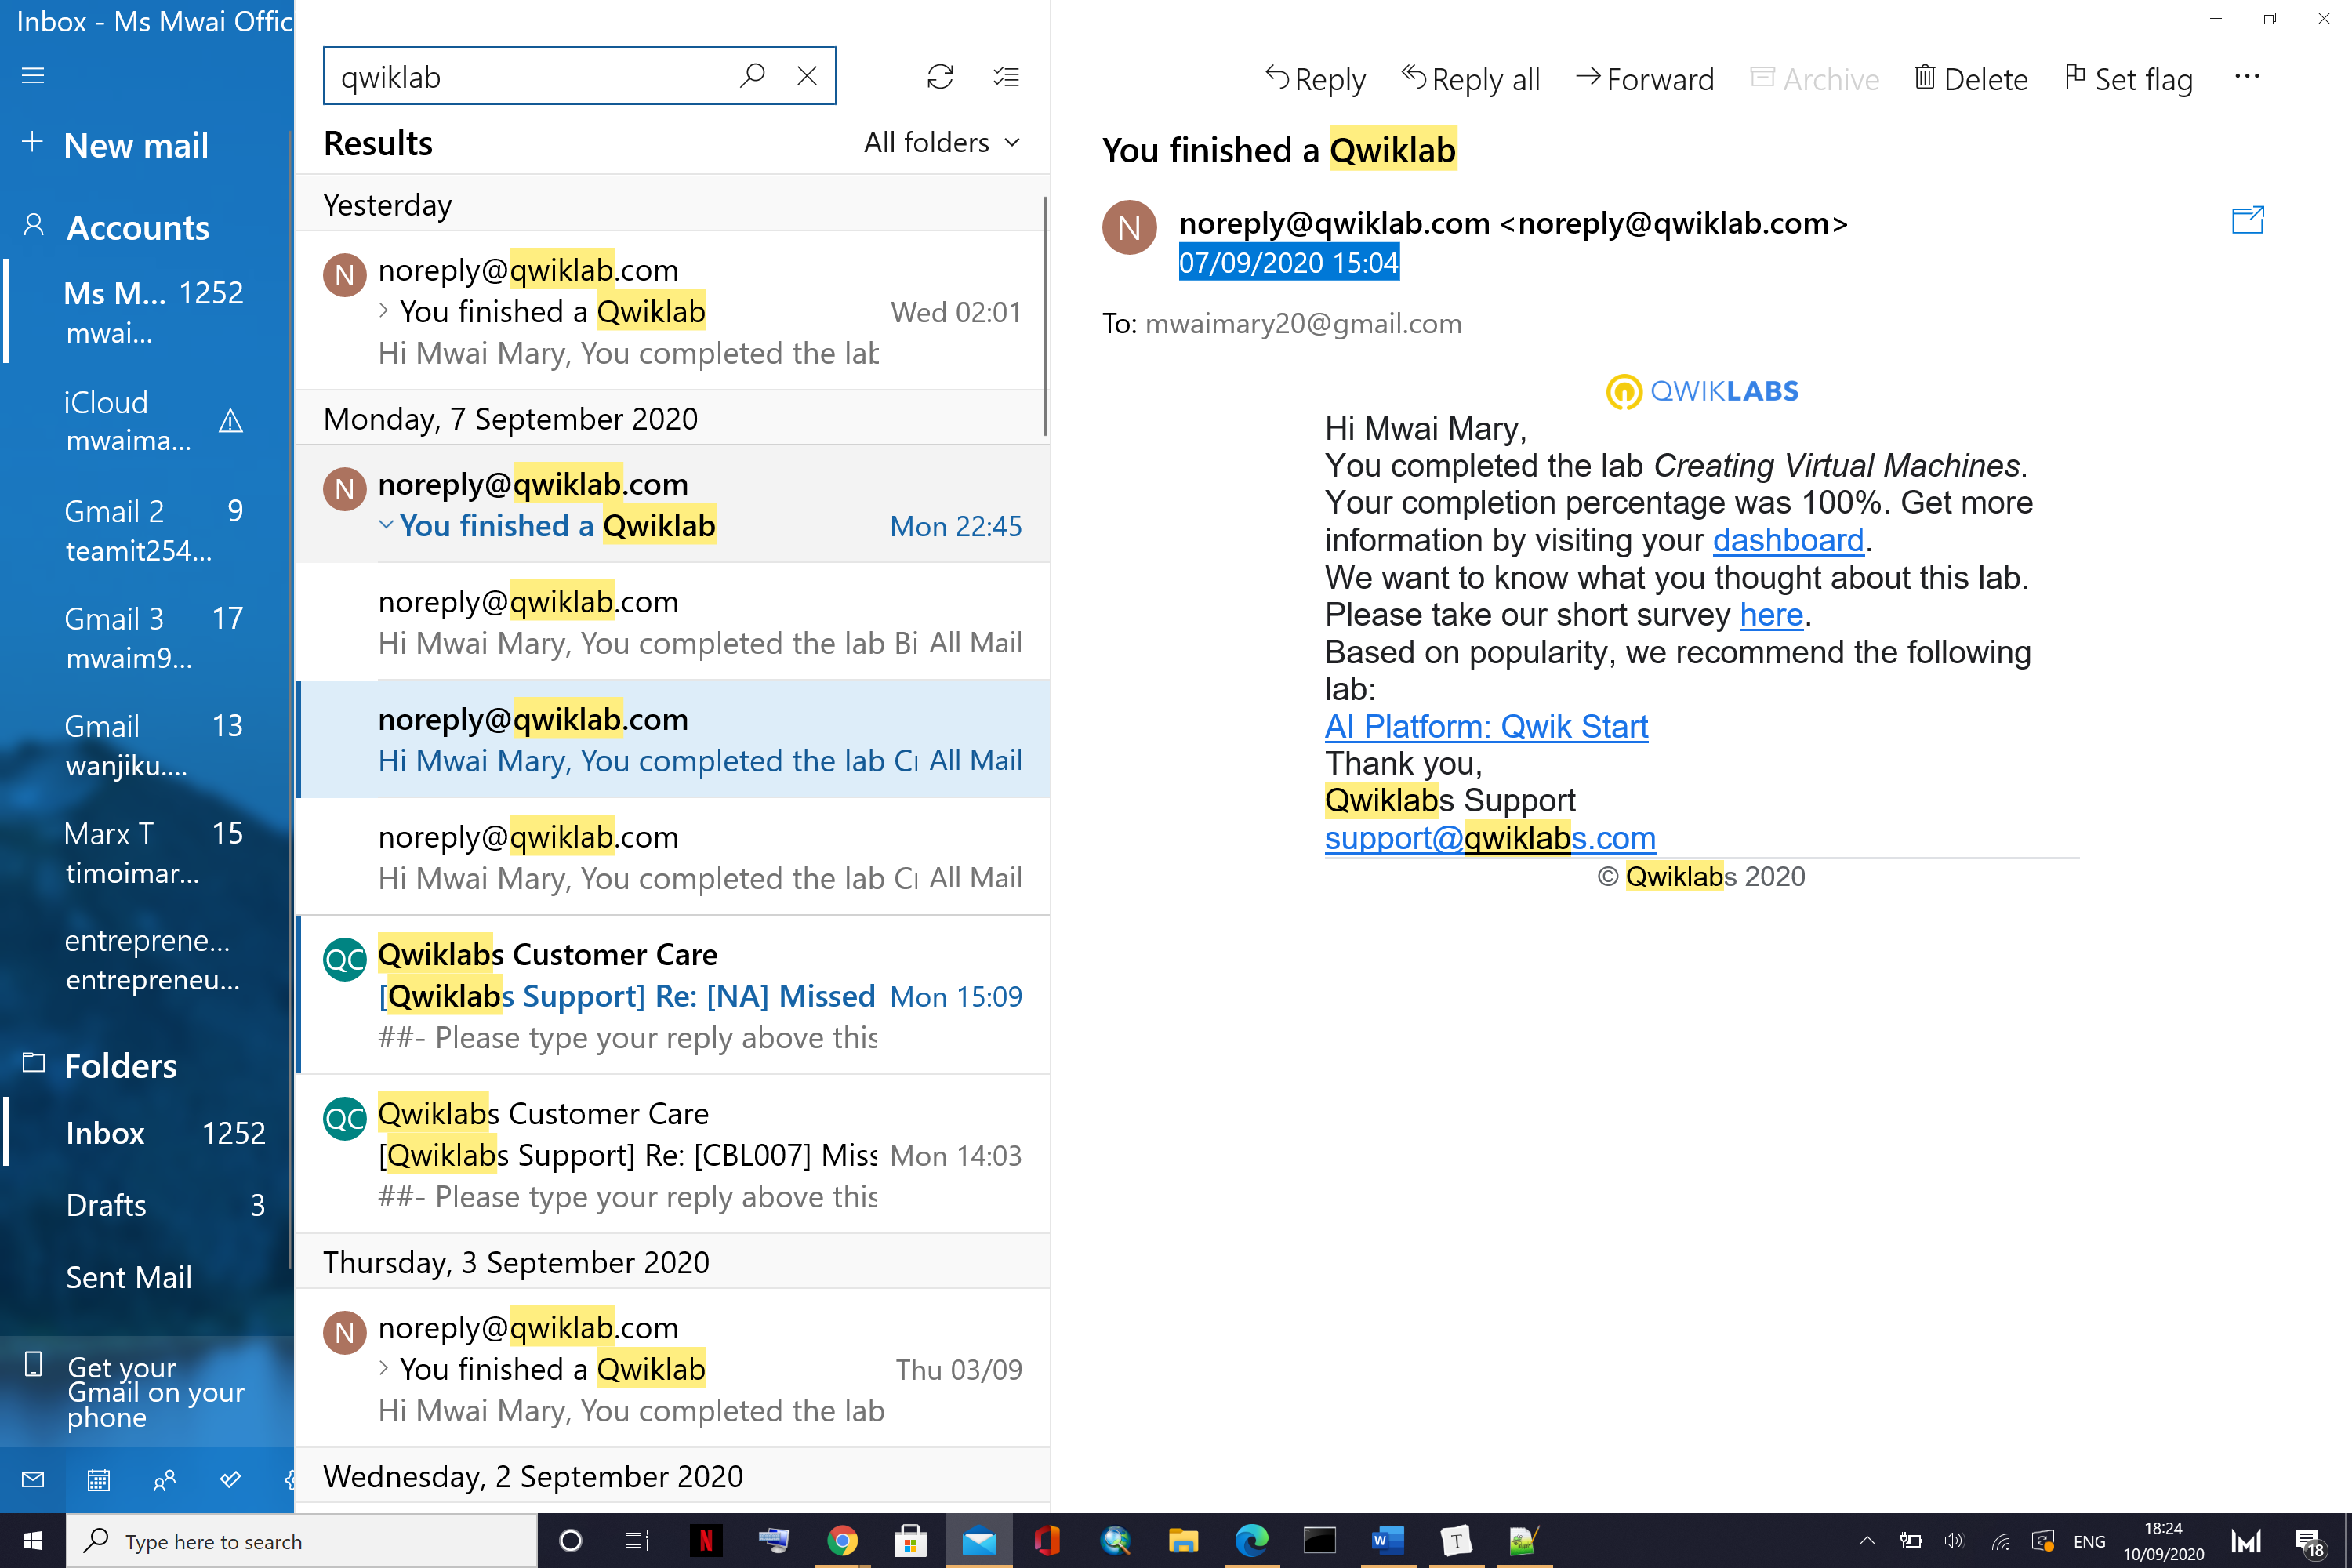 Inbox - Ms Mwai Offic
New mail
Accounts
Ms M... 1252
mwai...
iCloud
mwaima...
Gmail 2 9
teamit254...
Gmail 3 17
mwaim9...
Gmail 13
wanjiku....
Marx T 15
timoimar...
entreprene...
entrepreneu...
Folders
Inbox 1252
Drafts 3
Sent Mail
Get your
Gmail on your
phone
qwiklab
Results All folders
Yesterday
N noreply@qwiklab.com
You finished a Qwiklab Wed 02:01
Hi Mwai Mary, You completed the lab
Monday, 7 September 2020
N noreply@qwiklab.com
You finished a Qwiklab Mon 22:45
noreply@qwiklab.com
Hi Mwai Mary, You completed the lab Bi All Mail
noreply@qwiklab.com
Hi Mwai Mary, You completed the lab Cr All Mail
noreply@qwiklab.com
Hi Mwai Mary, You completed the lab Cr All Mail
QC Qwiklabs Customer Care
[Qwiklabs Support] Re: [NA] Missed Mon 15:09
##- Please type your reply above this
QC Qwiklabs Customer Care
[Qwiklabs Support] Re: [CBL007] Miss Mon 14:03
##- Please type your reply above this
Thursday, 3 September 2020
N noreply@qwiklab.com
You finished a Qwiklab Thu 03/09
Hi Mwai Mary, You completed the lab
Wednesday, 2 September 2020
Reply Reply all Forward Archive Delete Set flag ...
You finished a Qwiklab
N noreply@qwiklab.com <noreply@qwiklab.com>
07/09/2020 15:04
To: mwaimary20@gmail.com
QWIKLABS
Hi Mwai Mary,
You completed the lab Creating Virtual Machines.
Your completion percentage was 100%. Get more
information by visiting your dashboard.
We want to know what you thought about this lab.
Please take our short survey here.
Based on popularity, we recommend the following
lab:
AI Platform: Qwik Start
Thank you,
Qwiklabs Support
support@qwiklabs.com
© Qwiklabs 2020
Type here to search
N
W
T
ENG
18:24
10/09/2020
18